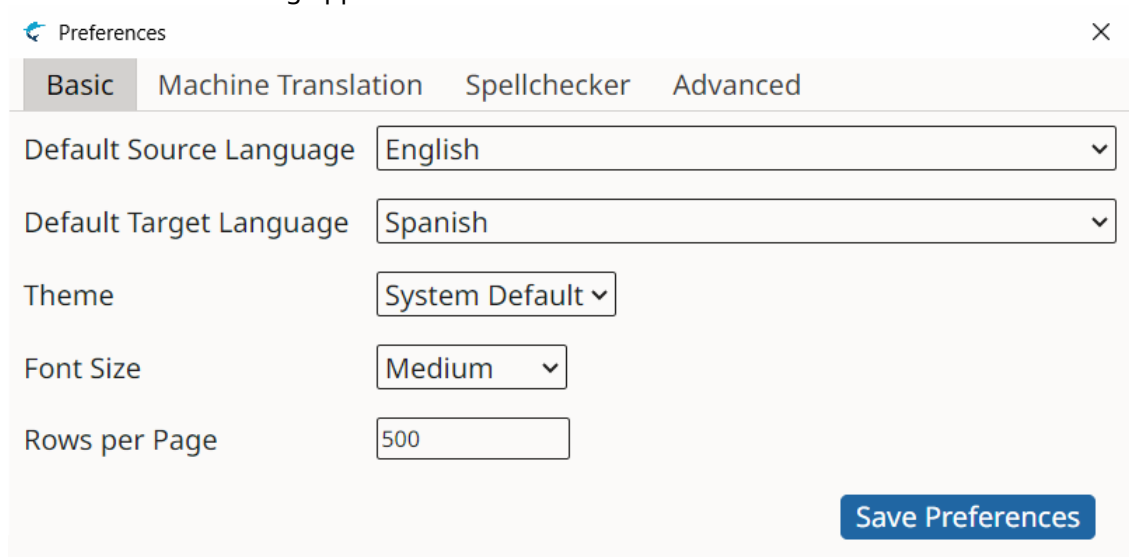 Preferences
Basic Machine Translation Spellchecker Advanced
Default Source Language English
Default Target Language Spanish
Theme System Default
Font Size Medium
Rows per Page 500
Save Preferences